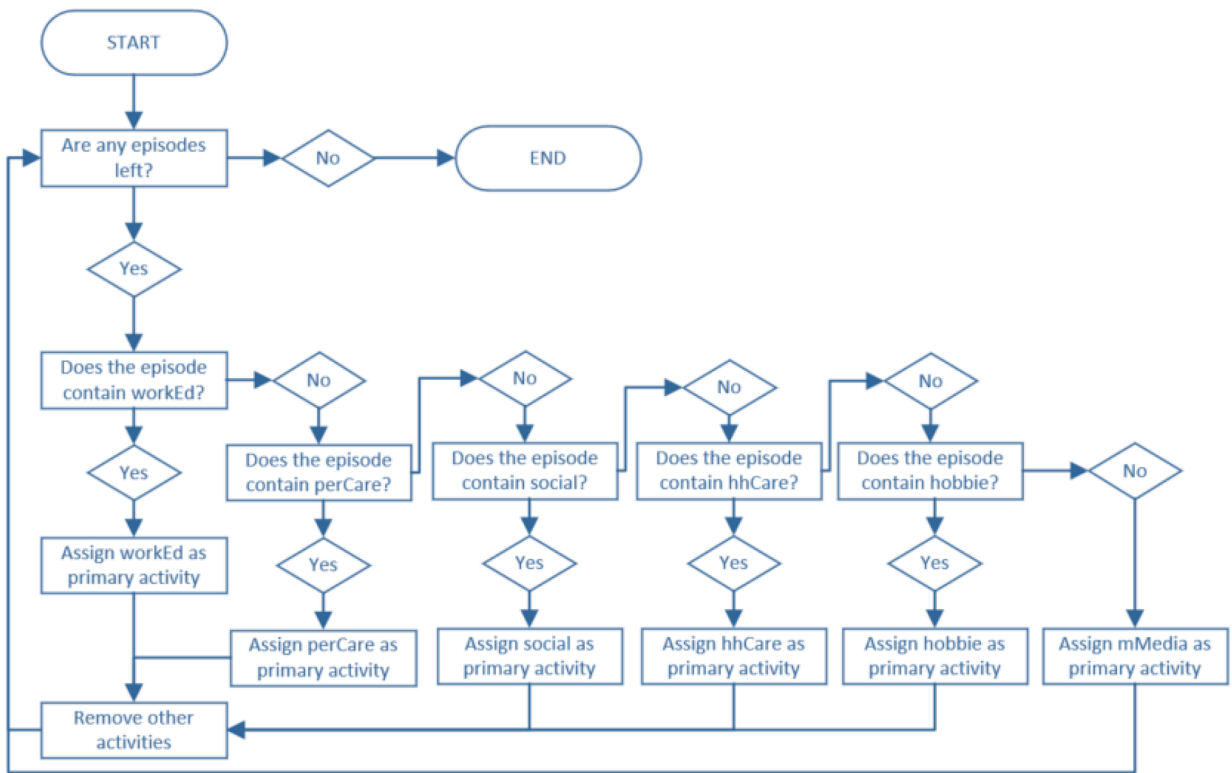 START
Are any episodes
left?
No
END
Yes
Does the episode
contain workEd?
No
No
No
No
Yes
Does the episode
contain perCare?
Does the episode
contain social?
Does the episode
contain hhCare?
Does the episode
contain hobbie?
No
Assign workEd as
primary activity
Yes
Yes
Yes
Yes
Assign perCare as
primary activity
Assign social as
primary activity
Assign hhCare as
primary activity
Assign hobbie as
primary activity
Assign mMedia as
primary activity
Remove other
activities